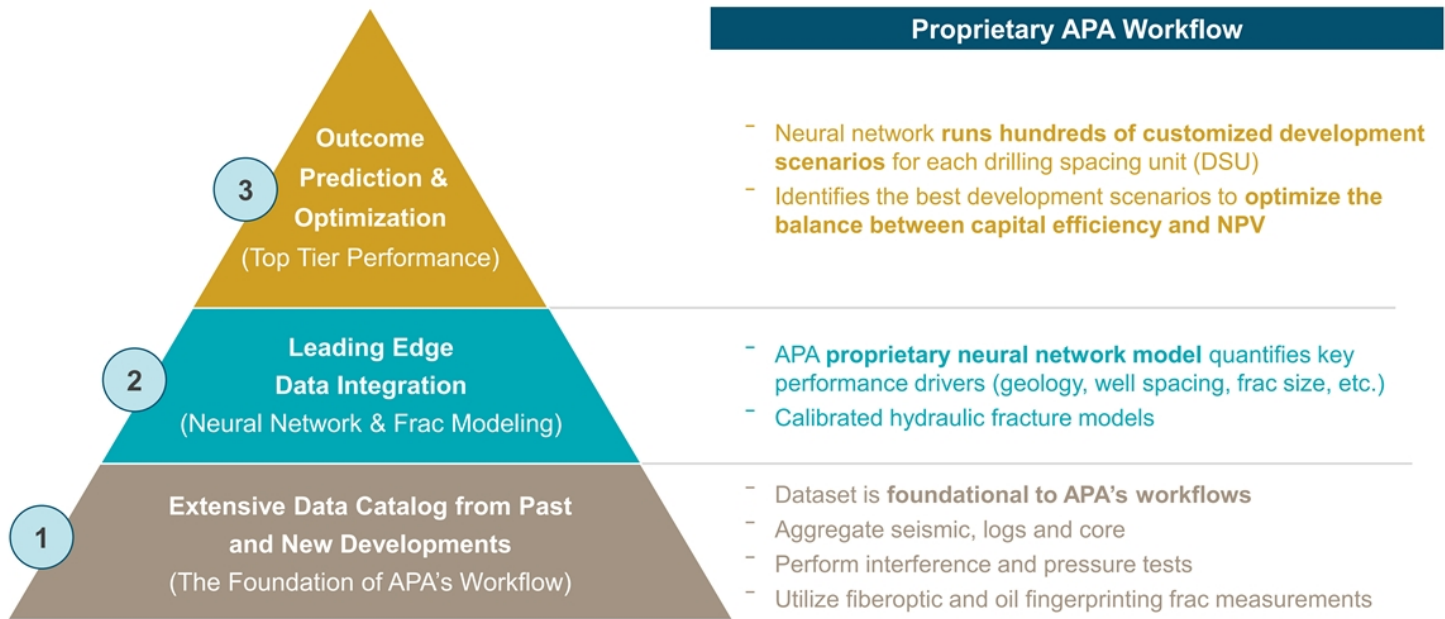 Proprietary APA Workflow
3
Outcome
Prediction &
Optimization
(Top Tier Performance)
- Neural network runs hundreds of customized development
scenarios for each drilling spacing unit (DSU)
- Identifies the best development scenarios to optimize the
balance between capital efficiency and NPV
2
Leading Edge
Data Integration
(Neural Network & Frac Modeling)
- APA proprietary neural network model quantifies key
performance drivers (geology, well spacing, frac size, etc.)
- Calibrated hydraulic fracture models
1
Extensive Data Catalog from Past
and New Developments
(The Foundation of APA’s Workflow)
- Dataset is foundational to APA’s workflows
- Aggregate seismic, logs and core
- Perform interference and pressure tests
- Utilize fiberoptic and oil fingerprinting frac measurements